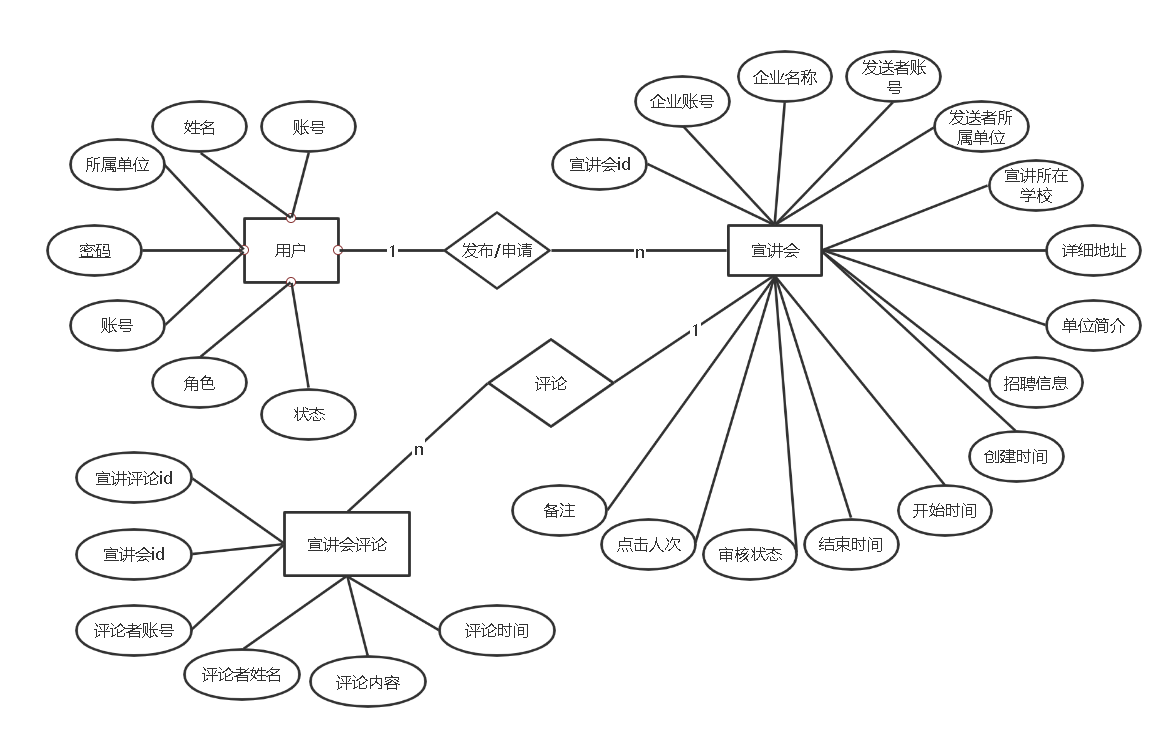 企业名称
发送者账
号
企业账号
姓名
账号
发送者所
属单位
所属单位
宣讲会id
宣讲所在
学校
密码
用户
1
发布/申请
n
宣讲会
详细地址
账号
单位简介
1
角色
评论
招聘信息
状态
n
创建时间
宣讲评论id
备注
开始时间
宣讲会id
宣讲会评论
点击人次
审核状态
结束时间
评论者账号
评论时间
评论者姓名
评论内容